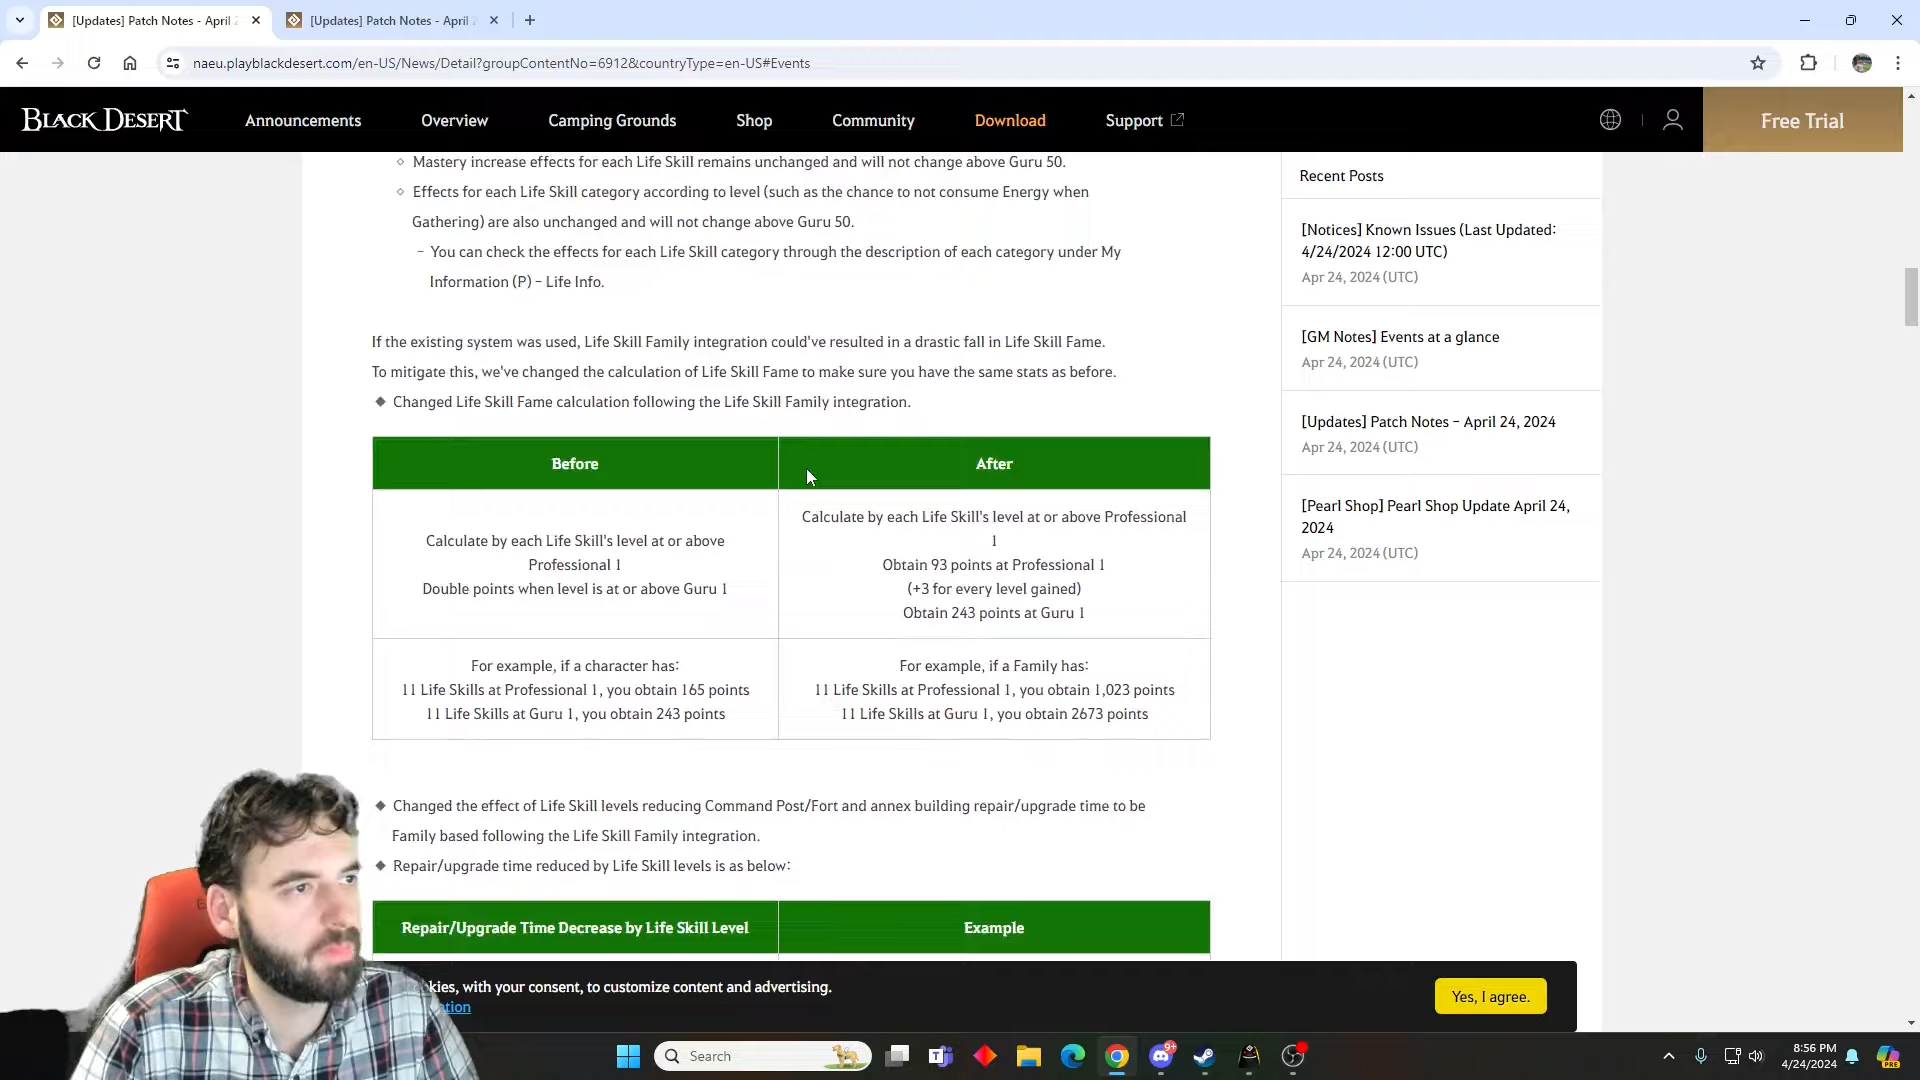 [Updates] Patch Notes - April 2
[Updates] Patch Notes - April 2
naeu.playblackdesert.com/en-US/News/Detail?groupContentNo=6912&countryType=en-US#Events
BLACK DESERT
Announcements
Overview
Camping Grounds
Shop
Community
Download
Support
Free Trial
Mastery increase effects for each Life Skill remains unchanged and will not change above Guru 50.
Effects for each Life Skill category according to level (such as the chance to not consume Energy when
Gathering) are also unchanged and will not change above Guru 50.
- You can check the effects for each Life Skill category through the description of each category under My
Information (P) - Life Info.
If the existing system was used, Life Skill Family integration could've resulted in a drastic fall in Life Skill Fame.
To mitigate this, we've changed the calculation of Life Skill Fame to make sure you have the same stats as before.
Changed Life Skill Fame calculation following the Life Skill Family integration.
Before
After
Calculate by each Life Skill's level at or above
Professional 1
Double points when level is at or above Guru 1
Calculate by each Life Skill's level at or above Professional
1
Obtain 93 points at Professional 1
(+3 for every level gained)
Obtain 243 points at Guru 1
For example, if a character has:
11 Life Skills at Professional 1, you obtain 165 points
11 Life Skills at Guru 1, you obtain 243 points
For example, if a Family has:
11 Life Skills at Professional 1, you obtain 1,023 points
11 Life Skills at Guru 1, you obtain 2673 points
Changed the effect of Life Skill levels reducing Command Post/Fort and annex building repair/upgrade time to be
Family based following the Life Skill Family integration.
Repair/upgrade time reduced by Life Skill levels is as below:
Repair/Upgrade Time Decrease by Life Skill Level
Example
Recent Posts
[Notices] Known Issues (Last Updated:
4/24/2024 12:00 UTC)
Apr 24, 2024 (UTC)
[GM Notes] Events at a glance
Apr 24, 2024 (UTC)
[Updates] Patch Notes - April 24, 2024
Apr 24, 2024 (UTC)
[Pearl Shop] Pearl Shop Update April 24,
2024
Apr 24, 2024 (UTC)
kies, with your consent, to customize content and advertising.
ation
Yes, I agree.
Search
9+
8:56 PM
4/24/2024
PRE